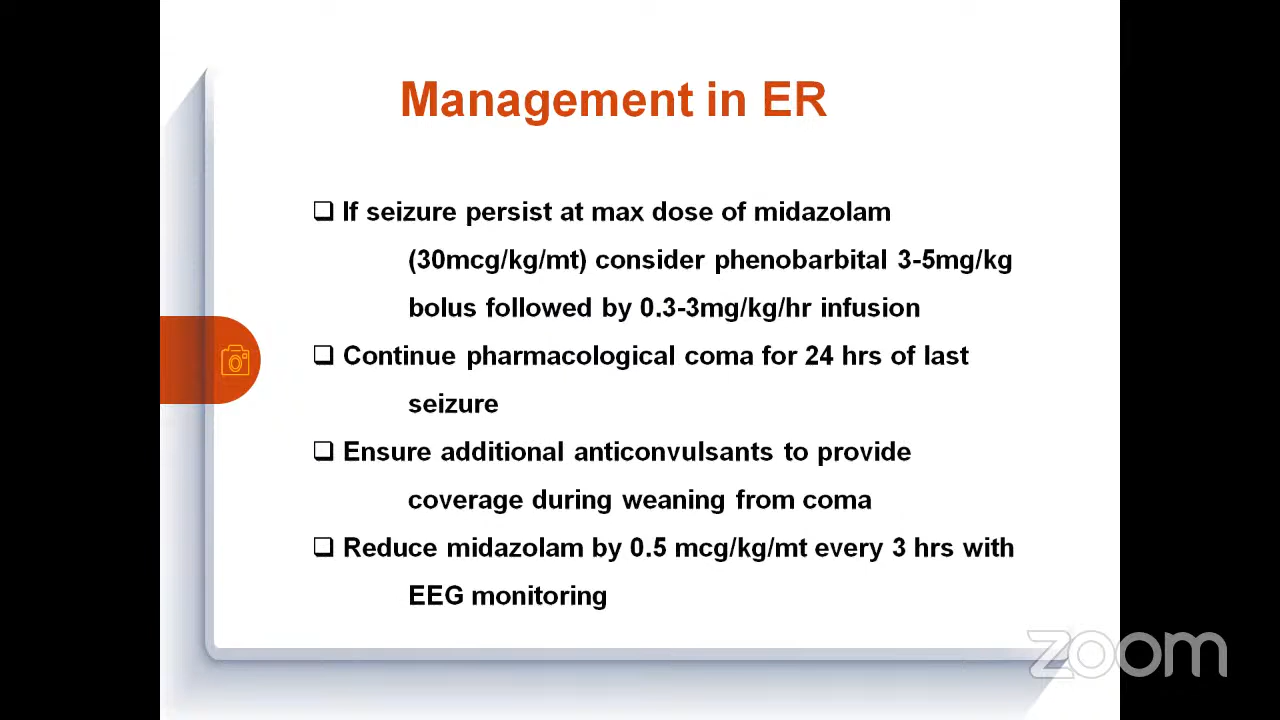 Management in ER
❑ If seizure persist at max dose of midazolam
(30mcg/kg/mt) consider phenobarbital 3-5mg/kg
bolus followed by 0.3-3mg/kg/hr infusion
❑ Continue pharmacological coma for 24 hrs of last
seizure
❑ Ensure additional anticonvulsants to provide
coverage during weaning from coma
❑ Reduce midazolam by 0.5 mcg/kg/mt every 3 hrs with
EEG monitoring
zoom